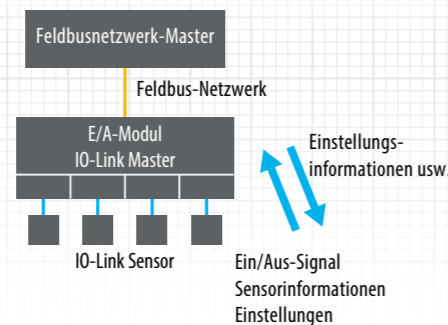 Feldbusnetzwerk-Master
Feldbus-Netzwerk
E/A-Modul
IO-Link Master
Einstellungs-
informationen usw.
IO-Link Sensor
Ein/Aus-Signal
Sensorinformationen
Einstellungen